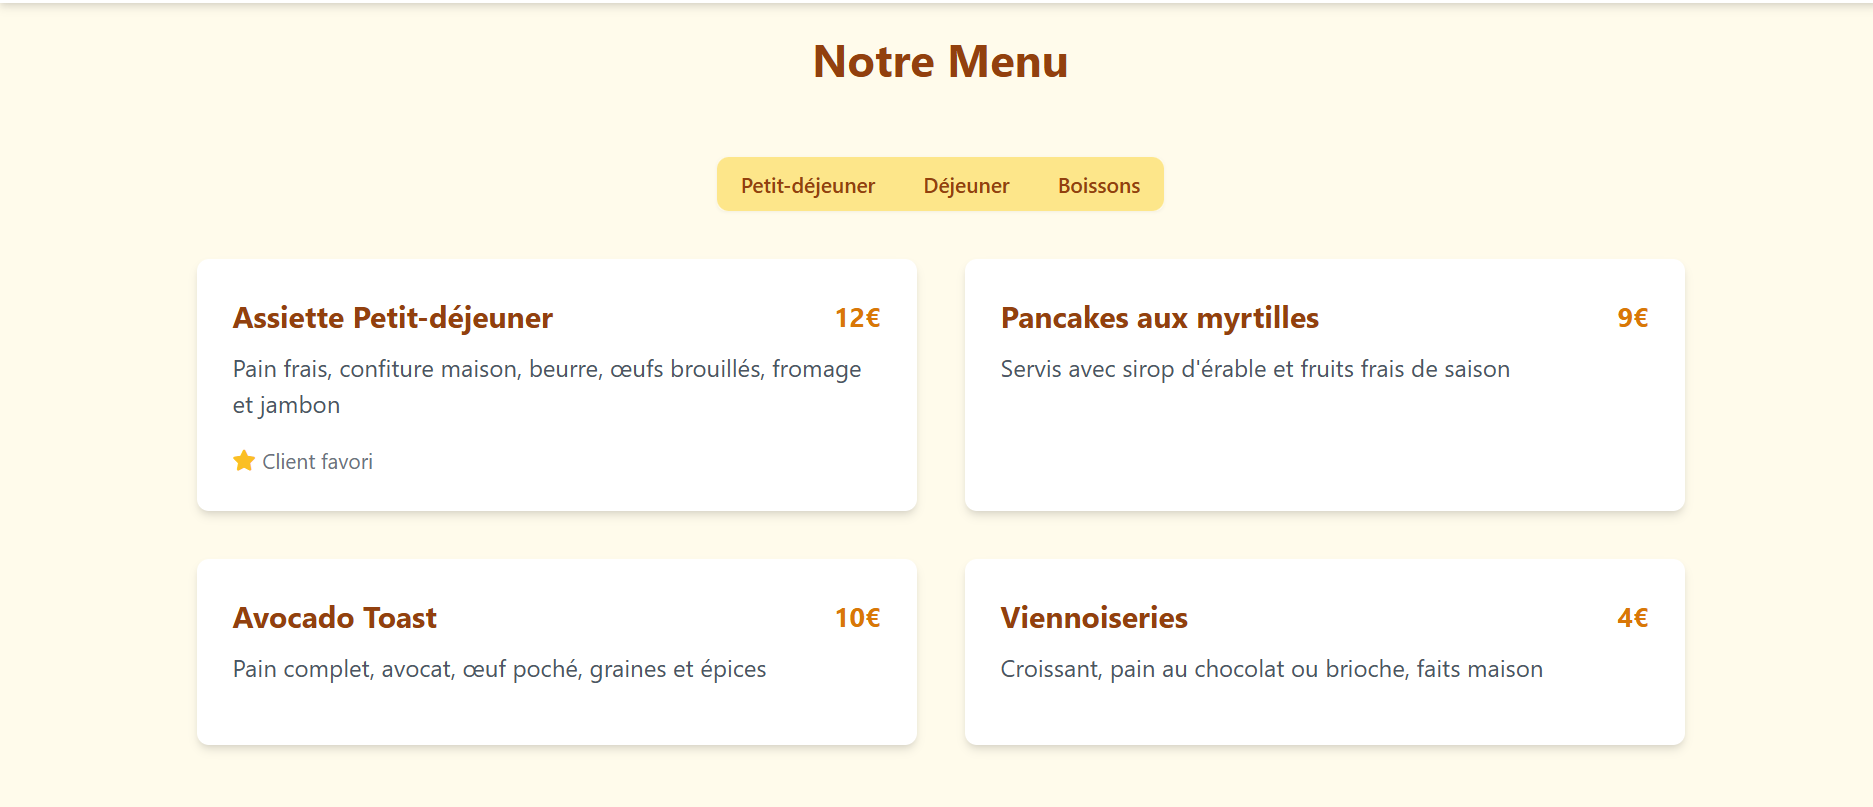 Notre Menu
Petit-déjeuner Déjeuner Boissons
Assiette Petit-déjeuner 12€
Pain frais, confiture maison, beurre, œufs brouillés, fromage
et jambon
Client favori
Pancakes aux myrtilles 9€
Servis avec sirop d'érable et fruits frais de saison
Avocado Toast 10€
Pain complet, avocat, œuf poché, graines et épices
Viennoiseries 4€
Croissant, pain au chocolat ou brioche, faits maison